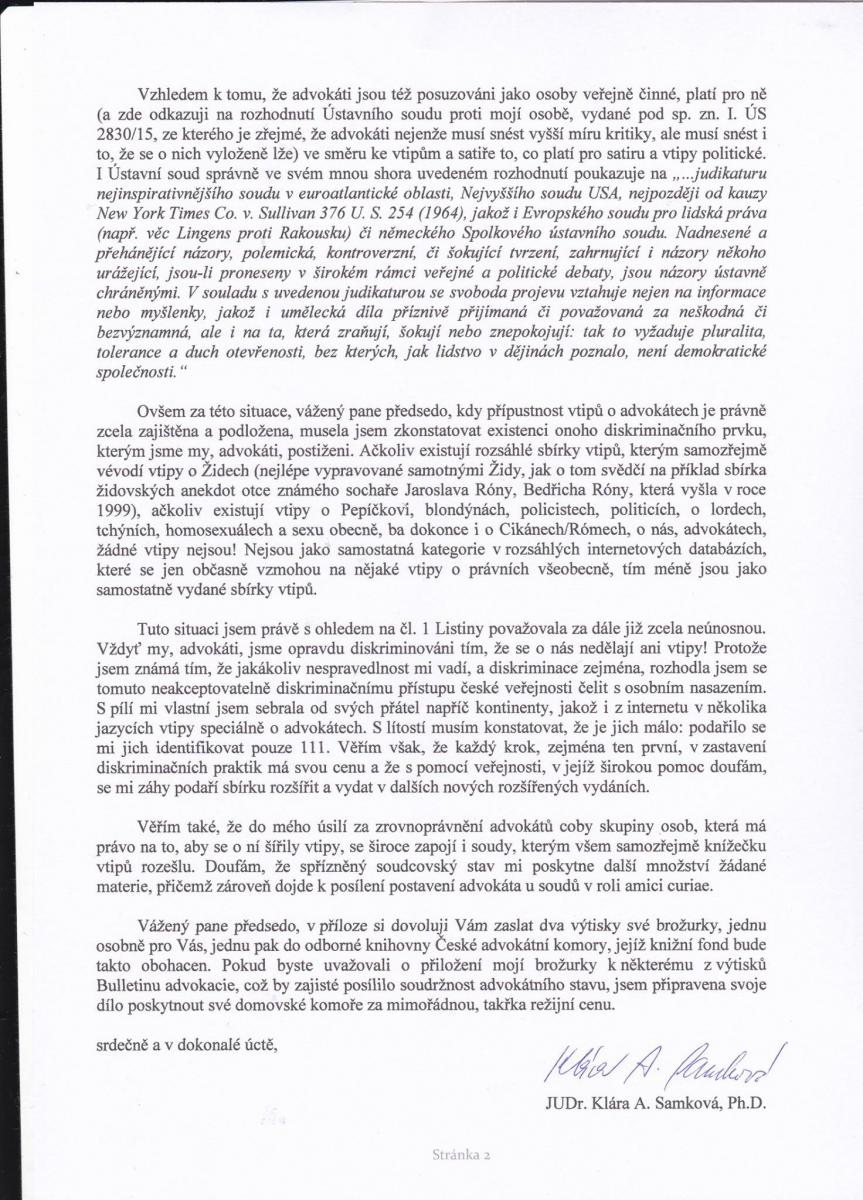 Vzhledem k tomu, že advokáti jsou též posuzováni jako osoby veřejně činné, platí pro ně
(a zde odkazuji na rozhodnutí Ústavního soudu proti mojí osobě, vydané pod sp. zn. I. ÚS
2830/15, ze kterého je zřejmé, že advokáti nejenže musí snést vyšší míru kritiky, ale musí snést i
to, že se o nich vyloženě lže) ve směru ke vtipům a satiře to, co platí pro satiru a vtipy politické.
I Ústavní soud správně ve svém mnou shora uvedeném rozhodnutí poukazuje na „…judikaturu
nejinspirativnějšího soudu v euroatlantické oblasti, Nejvyššího soudu USA, nejpozději od kauzy
New York Times Co. v. Sullivan 376 U. S. 254 (1964), jakož i Evropského soudu pro lidská práva
(např. věc Lingens proti Rakousku) či německého Spolkového ústavního soudu. Nadnesené a
přehánějící názory, polemická, kontroverzní, či šokující tvrzení, zahrnující i názory někoho
urážející, jsou-li proneseny v širokém rámci veřejné a politické debaty, jsou názory ústavně
chráněnými. V souladu s uvedenou judikaturou se svoboda projevu vztahuje nejen na informace
nebo myšlenky, jakož i umělecká díla příznivě přijímaná či považovaná za neškodná či
bezvýznamná, ale i na ta, která zraňují, šokují nebo znepokojují: tak to vyžaduje pluralita,
tolerance a duch otevřenosti, bez kterých, jak lidstvo v dějinách poznalo, není demokratické
společnosti.“
Ovšem za této situace, vážený pane předsedo, kdy přípustnost vtipů o advokátech je právně
zcela zajištěna a podložena, musela jsem zkonstatovat existenci onoho diskriminačního prvku,
kterým jsme my, advokáti, postiženi. Ačkoliv existují rozsáhlé sbírky vtipů, kterým samozřejmě
vévodí vtipy o Židech (nejlépe vypravované samotnými Židy, jak o tom svědčí na příklad sbírka
židovských anekdot otce známého sochaře Jaroslava Róny, Bedřicha Róny, která vyšla v roce
1999), ačkoliv existují vtipy o Pepíčkovi, blondýnách, policistech, politicích, o lordech,
tchýních, homosexuálech a sexu obecně, ba dokonce i o Cikánech/Rómech, o nás, advokátech,
žádné vtipy nejsou! Nejsou jako samostatná kategorie v rozsáhlých internetových databázích,
které se jen občasně vzmohou na nějaké vtipy o právních všeobecně, tím méně jsou jako
samostatně vydané sbírky vtipů.
Tuto situaci jsem právě s ohledem na čl. 1 Listiny považovala za dále již zcela neúnosnou.
Vždyť my, advokáti, jsme opravdu diskriminováni tím, že se o nás nedělají ani vtipy! Protože
jsem známá tím, že jakákoliv nespravedlnost mi vadí, a diskriminace zejména, rozhodla jsem se
tomuto neakceptovatelně diskriminačnímu přístupu české veřejnosti čelit s osobním nasazením.
S pílí mi vlastní jsem sebrala od svých přátel napříč kontinenty, jakož i z internetu v několika
jazycích vtipy speciálně o advokátech. S lítostí musím konstatovat, že je jich málo: podařilo se
mi jich identifikovat pouze 111. Věřím však, že každý krok, zejména ten první, v zastavení
diskriminačních praktik má svou cenu a že s pomocí veřejnosti, v jejíž širokou pomoc doufám,
se mi záhy podaří sbírku rozšířit a vydat v dalších nových rozšířených vydáních.
Věřím také, že do mého úsilí za zrovnoprávnění advokátů coby skupiny osob, která má
právo na to, aby se o ní šířily vtipy, se široce zapojí i soudy, kterým všem samozřejmě knížečku
vtipů rozešlu. Doufám, že spřízněný soudcovský stav mi poskytne další množství žádané
materie, přičemž zároveň dojde k posílení postavení advokáta u soudů v roli amici curiae.
Vážený pane předsedo, v příloze si dovoluji Vám zaslat dva výtisky své brožurky, jednu
osobně pro Vás, jednu pak do odborné knihovny České advokátní komory, jejíž knižní fond bude
takto obohacen. Pokud byste uvažovali o přiložení mojí brožurky k některému z výtisků
Bulletinu advokacie, což by zajisté posílilo soudržnost advokátního stavu, jsem připravena svoje
dílo poskytnout své domovské komoře za mimořádnou, takřka režijní cenu.
srdečně a v dokonalé úctě,
Klára A. Samková
JUDr. Klára A. Samková, Ph.D.
Stránka 2